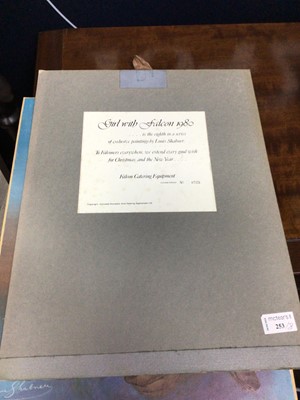 Girl with Falcon 1980
is the eighth in a series
of exclusive paintings by Louis Shabner
To Falconers everywhere, we extend every good wish
for Christmas and the New Year
Falcon Catering Equipment
253